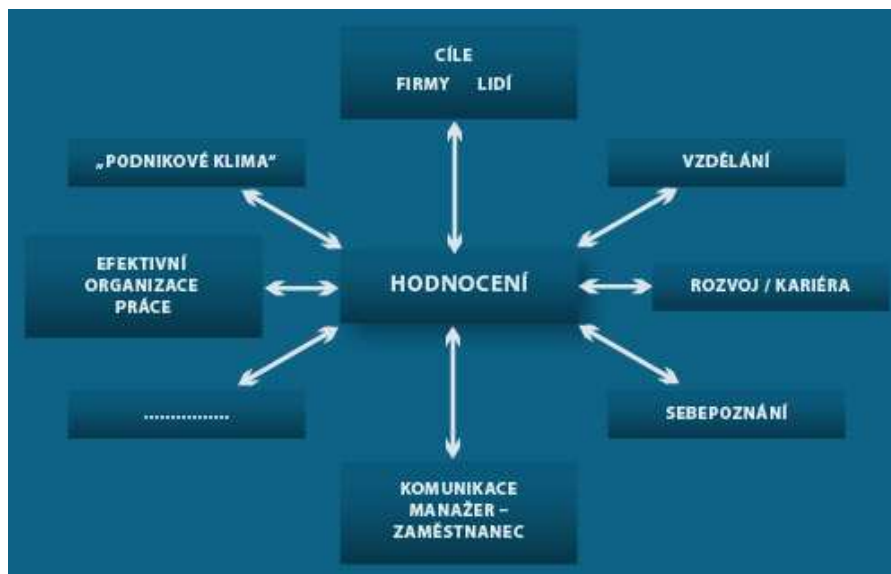 CÍLE
FIRMY LIDÍ
„PODNIKOVÉ KLIMA“
VZDĚLÁNÍ
EFEKTIVNÍ
ORGANIZACE
PRÁCE
HODNOCENÍ
ROZVOJ / KARIÉRA
................
SEBEPOZNÁNÍ
KOMUNIKACE
MANAŽER –
ZAMĚSTNANEC